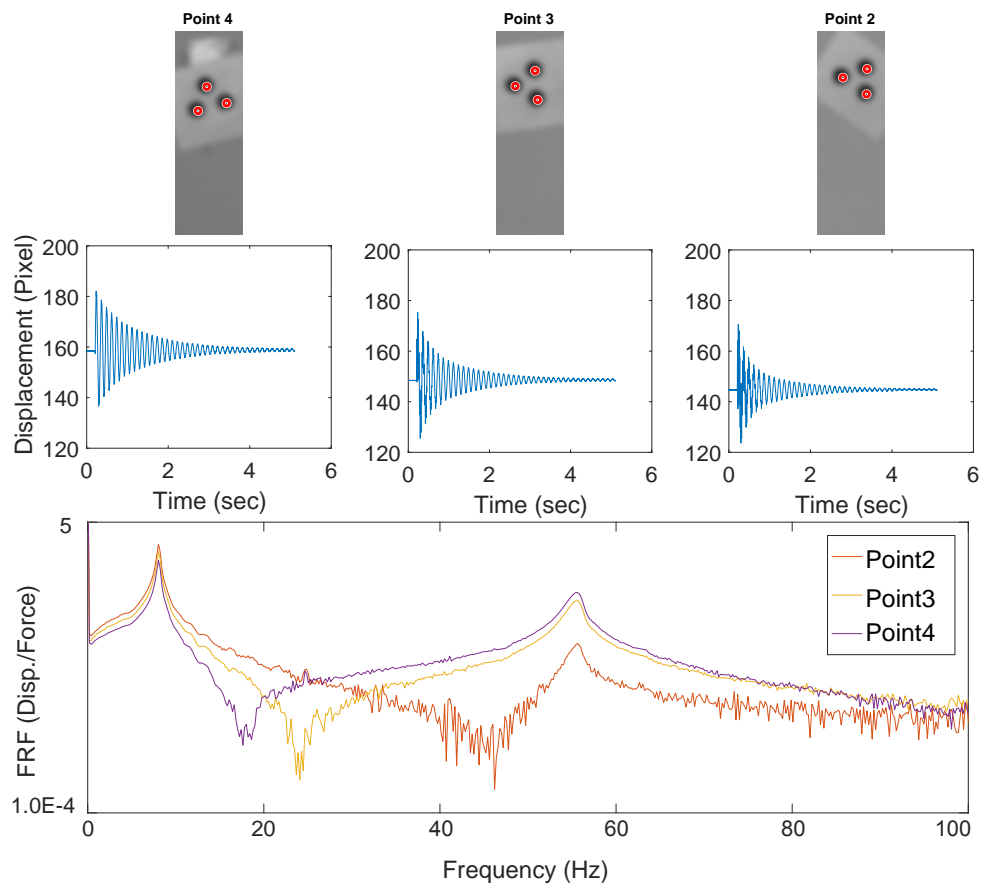 Point 4
Point 3
Point 2
200
180
160
140
120
0
2
4
6
Displacement (Pixel)
Time (sec)
200
180
160
140
120
0
2
4
6
Time (sec)
200
180
160
140
120
0
2
4
6
Time (sec)
5
1.0E-4
FRF (Disp./Force)
0
20
40
60
80
100
Frequency (Hz)
Point2
Point3
Point4